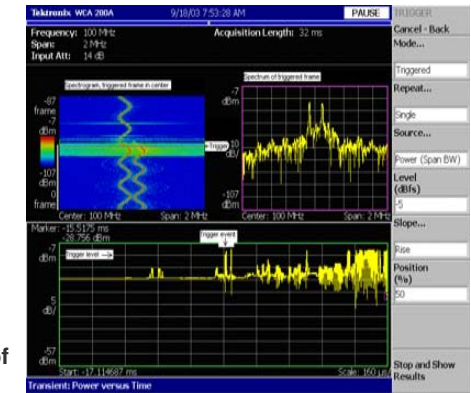 Tektronix WCA 200A 9/18/03 7:53:28 AM PAUSE
TRIGGER
Frequency: 100 MHz Acquisition Length: 32 ms
Span: 2 MHz
Input Att: 14 dB
Cancel - Back
Mode...
Triggered
Repeat...
Single
Source...
Power (Span BW)
Level
(dBfs)
-5
Slope...
Rise
Position
(%)
50
Stop and Show
Results
Spectrogram, triggered frame in center
-87
frame
-7
dBm
-107
dBm
0
frame
Center: 100 MHz Span: 2 MHz
Spectrum of triggered frame
-7
dBm
Trigger
10
dB/
-107
dBm
Center: 100 MHz Span: 2 MHz
Marker: -15.5175 ms
-28.756 dBm
-7
dBm
Trigger level
Trigger event
5
dB/
-57
dBm
Start: -17.114687 ms Scale: 160 µs/
Transient: Power versus Time
of